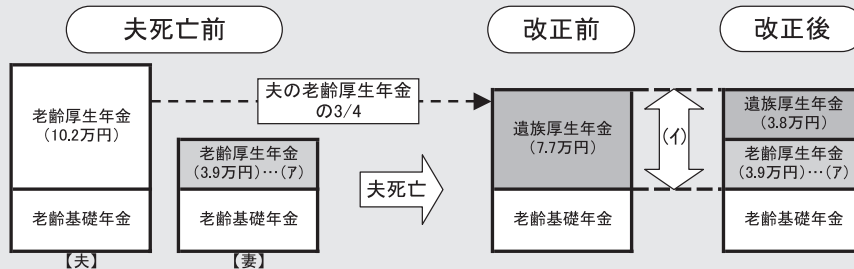 夫死亡前
改正前
改正後
老齢厚生年金
(10.2万円)
夫の老齢厚生年金
の3/4
老齢厚生年金
(3.9万円)…(ア)
夫死亡
遺族厚生年金
(7.7万円)
(イ)
遺族厚生年金
(3.8万円)
老齢厚生年金
(3.9万円)…(ア)
老齢基礎年金
老齢基礎年金
老齢基礎年金
老齢基礎年金
【夫】
【妻】